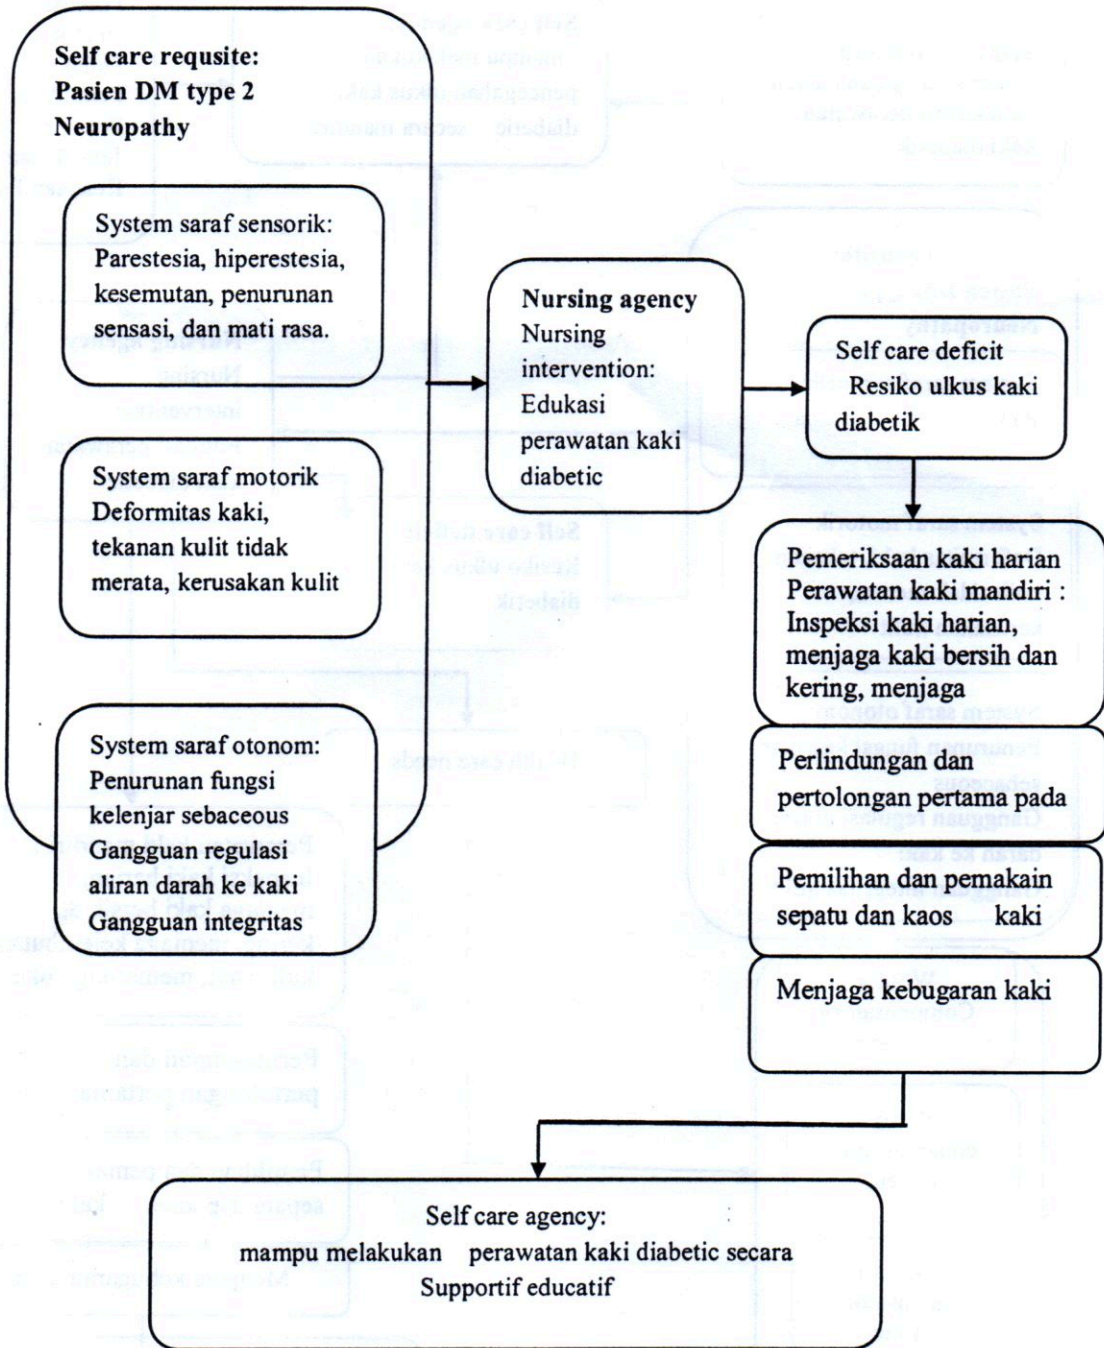 Self care requsite:
Pasien DM type 2
Neuropathy
System saraf sensorik:
Parestesia, hiperestesia,
kesemutan, penurunan
sensasi, dan mati rasa.
System saraf motorik
Deformitas kaki,
tekanan kulit tidak
merata, kerusakan kulit
System saraf otonom:
Penurunan fungsi
kelenjar sebaceous
Gangguan regulasi
aliran darah ke kaki
Gangguan integritas
Nursing agency
Nursing
intervention:
Edukasi
perawatan kaki
diabetic
Self care deficit
Resiko ulkus kaki
diabetik
Pemeriksaan kaki harian
Perawatan kaki mandiri :
Inspeksi kaki harian,
menjaga kaki bersih dan
kering, menjaga
Perlindungan dan
pertolongan pertama pada
Pemilihan dan pemakain
sepatu dan kaos kaki
Menjaga kebugaran kaki
Self care agency:
mampu melakukan perawatan kaki diabetic secara
Supportif educatif